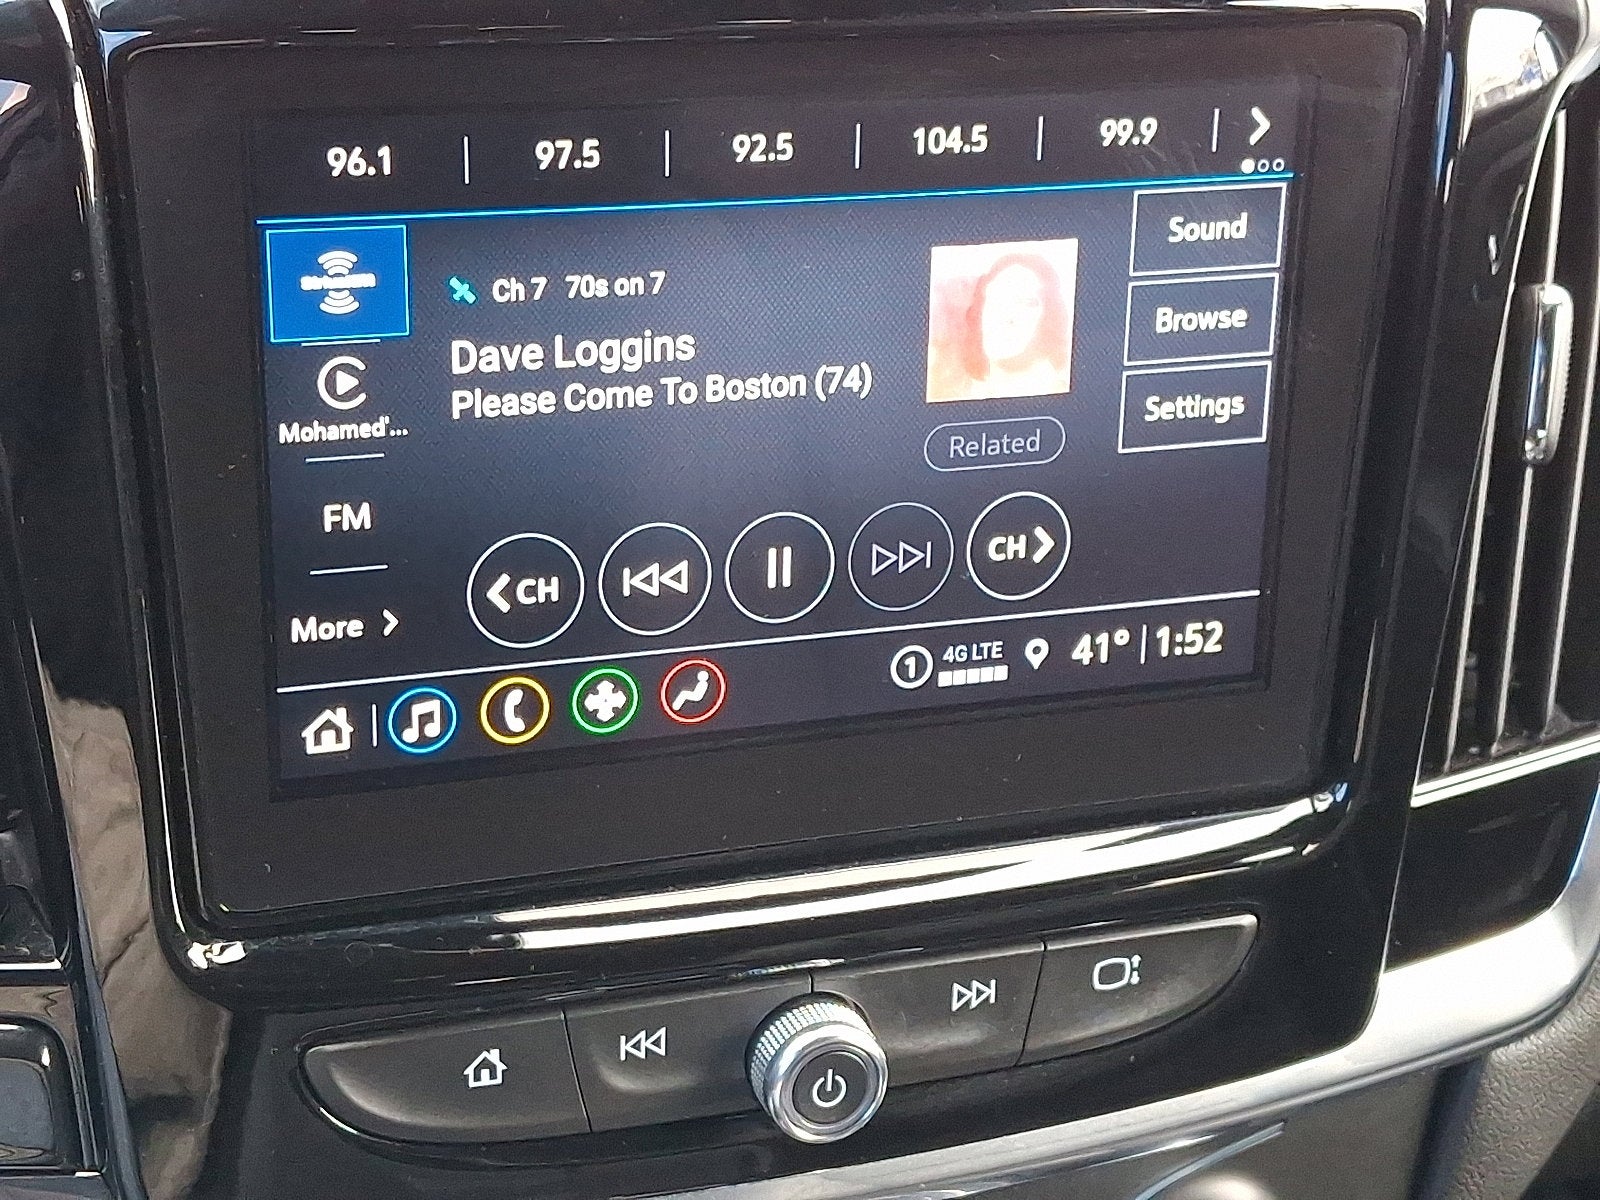 96.1 | 97.5 | 92.5 | 104.5 | 99.9 |
Sound
Ch 7 70s on 7
Dave Loggins
Please Come To Boston (74)
Browse
Mohamed'...
Settings
Related
FM
CH
CH
More
1 4G LTE 41° | 1:52